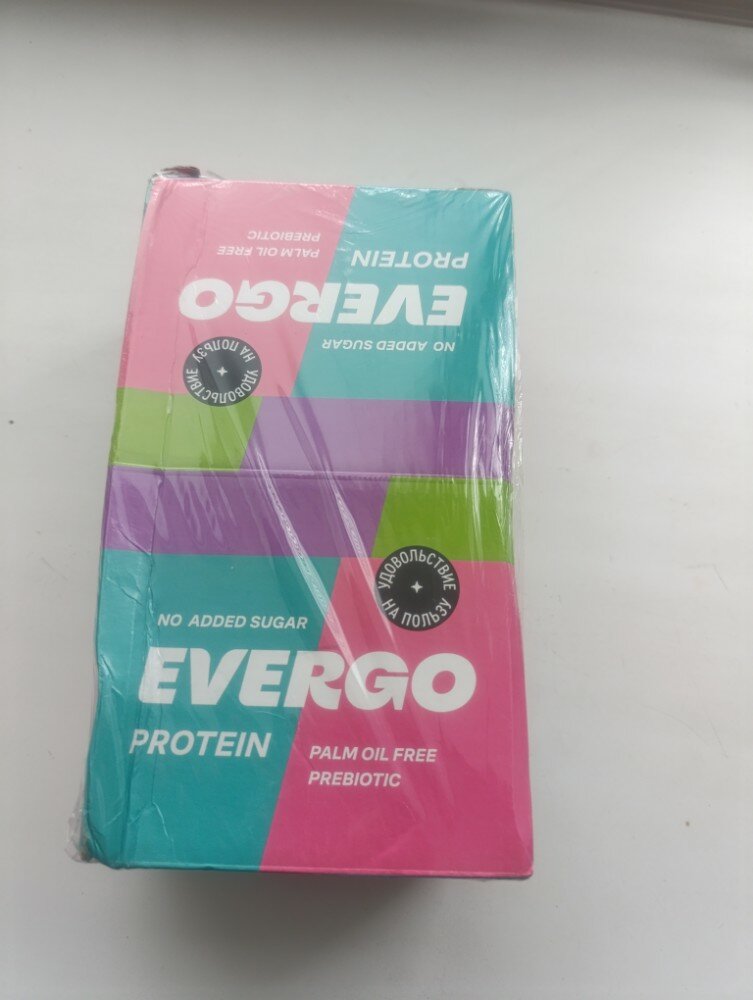 PROTEIN
PALM OIL FREE
PREBIOTIC
EVERGO
NO ADDED SUGAR
УДОВОЛЬСТВИЕ
НА ПОЛЬЗУ
УДОВОЛЬСТВИЕ
НА ПОЛЬЗУ
NO ADDED SUGAR
EVERGO
PROTEIN
PALM OIL FREE
PREBIOTIC